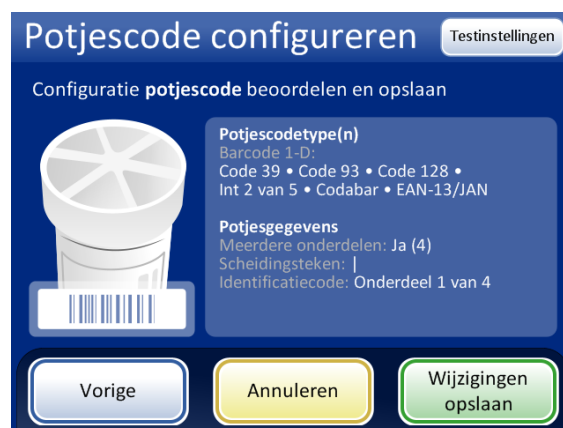 Potjescode configureren
Testinstellingen
Configuratie potjescode beoordelen en opslaan
Potjescodetype(n)
Barcode 1-D:
Code 39 • Code 93 • Code 128 •
Int 2 van 5 • Codabar • EAN-13/JAN
Potjesgegevens
Meerdere onderdelen: Ja (4)
Scheidingsteken: |
Identificatiecode: Onderdeel 1 van 4
Vorige
Annuleren
Wijzigingen
opslaan